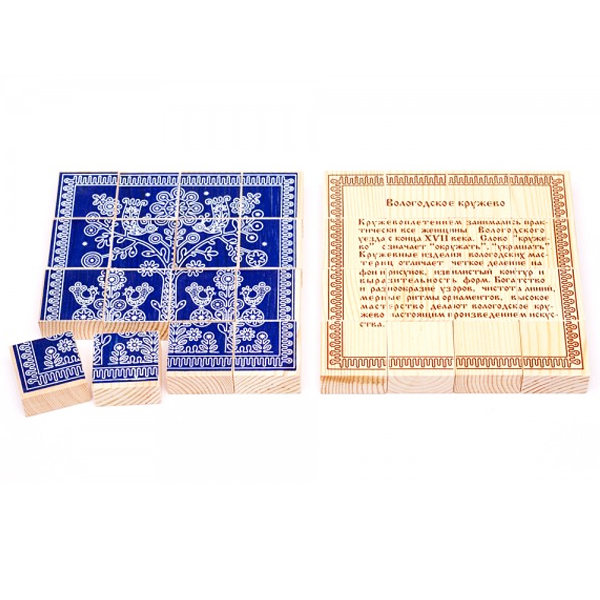 Вологодское кружево
Кружевоплетением занимались прак-
тически все женщины Вологодского
уезда с конца XVII века. Слово "круже-
во" означает "окружать", "украшать".
Кружевные изделия вологодских мас-
териц отличает четкое деление на
фон и рисунок, извилистый контур и
выразительность форм. Богатство
и разнообразие узоров, чистота линий,
мерные ритмы орнаментов, высокое
мастерство делают вологодское кру-
жево настоящим произведением искус-
ства.